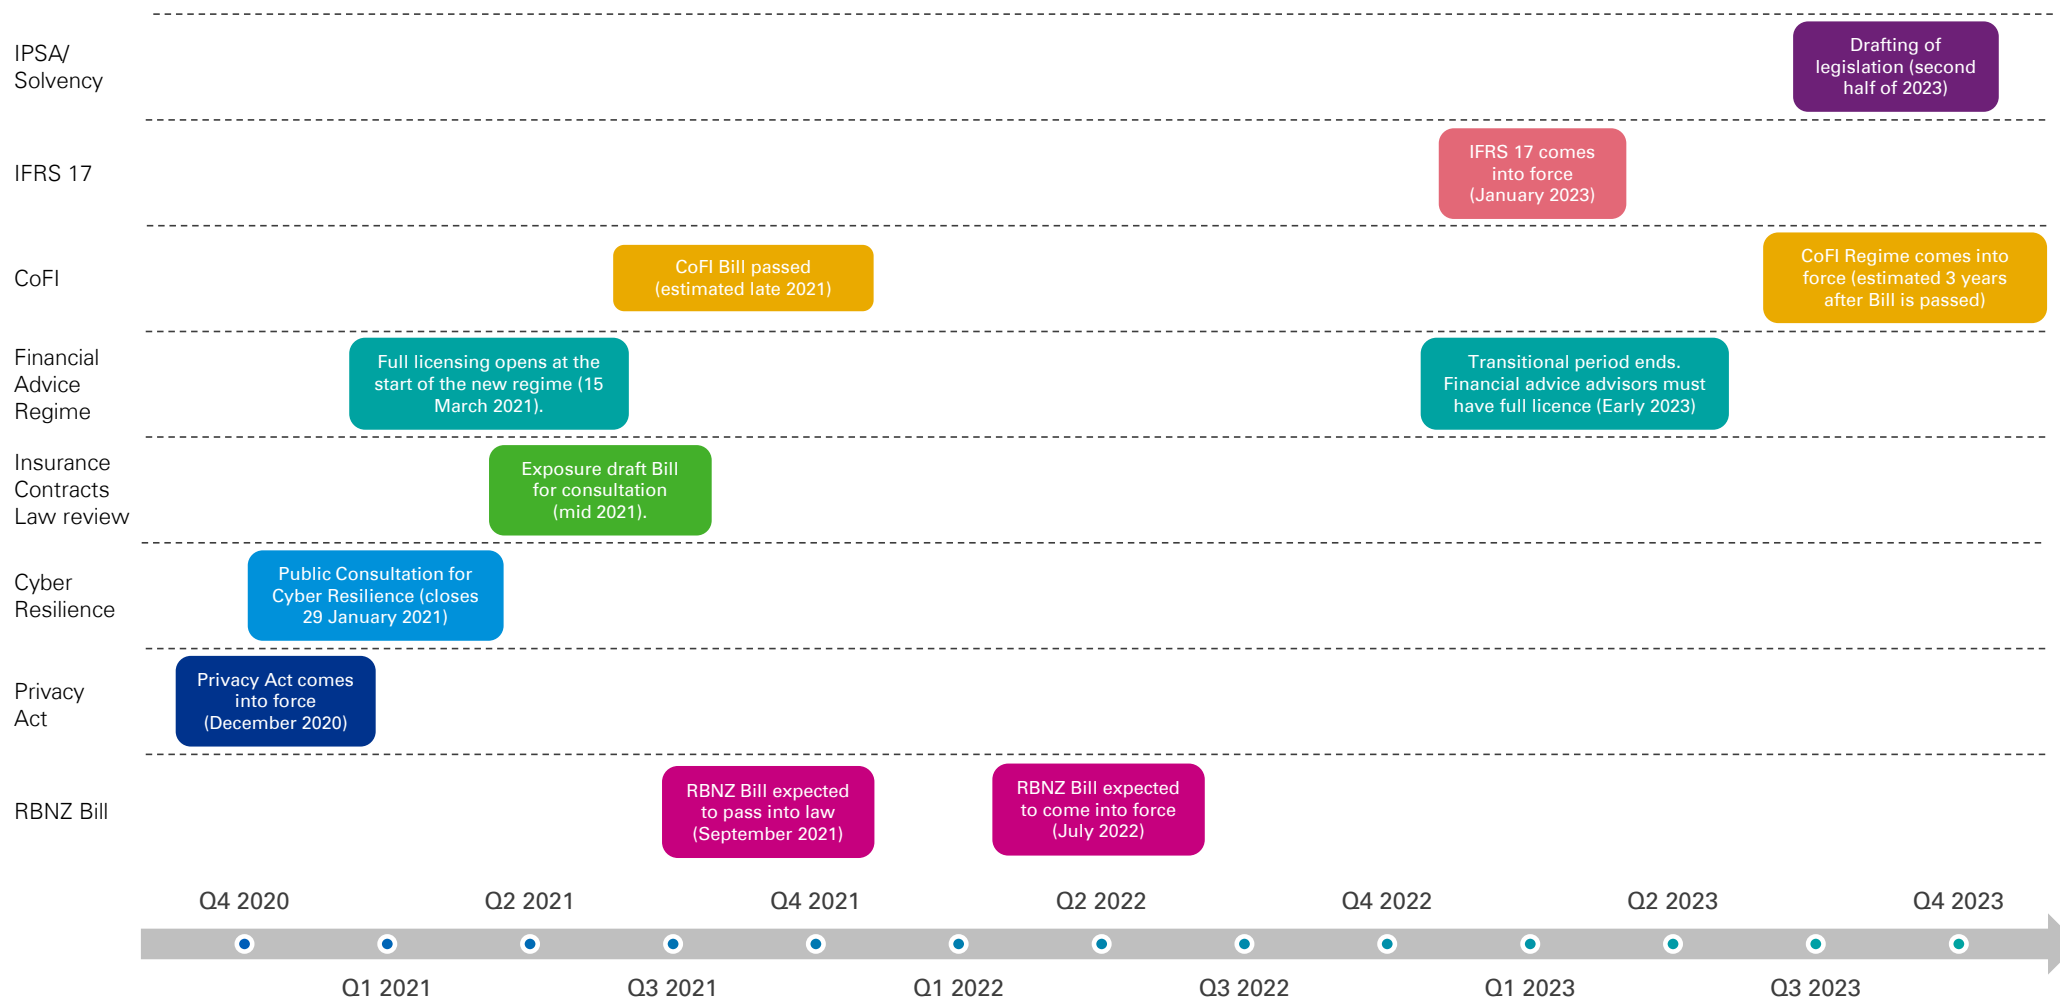 IPSA/
Solvency
Drafting of
legislation (second
half of 2023)
IFRS 17
IFRS 17 comes
into force
(January 2023)
CoFI
CoFI Bill passed
(estimated late 2021)
CoFI Regime comes into
force (estimated 3 years
after Bill is passed)
Financial
Advice
Regime
Full licensing opens at the
start of the new regime (15
March 2021).
Transitional period ends.
Financial advice advisors must
have full licence (Early 2023)
Insurance
Contracts
Law review
Exposure draft Bill
for consultation
(mid 2021).
Cyber
Resilience
Public Consultation for
Cyber Resilience (closes
29 January 2021)
Privacy
Act
Privacy Act comes
into force
(December 2020)
RBNZ Bill
RBNZ Bill expected
to pass into law
(September 2021)
RBNZ Bill expected
to come into force
(July 2022)
Q4 2020
Q2 2021
Q4 2021
Q2 2022
Q4 2022
Q2 2023
Q4 2023
Q1 2021
Q3 2021
Q1 2022
Q3 2022
Q1 2023
Q3 2023